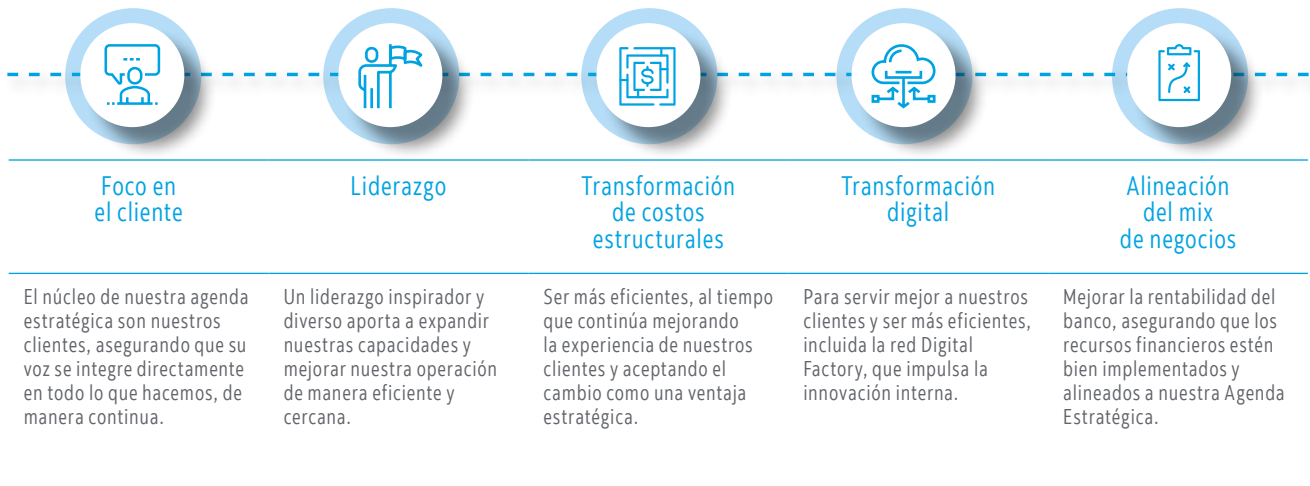 Foco en
el cliente
Liderazgo
Transformación
de costos
estructurales
Transformación
digital
Alineación
del mix
de negocios
El núcleo de nuestra agenda
estratégica son nuestros
clientes, asegurando que su
voz se integre directamente
en todo lo que hacemos, de
manera continua.
Un liderazgo inspirador y
diverso aporta a expandir
nuestras capacidades y
mejorar nuestra operación
de manera eficiente y
cercana.
Ser más eficientes, al tiempo
que continúa mejorando
la experiencia de nuestros
clientes y aceptando el
cambio como una ventaja
estratégica.
Para servir mejor a nuestros
clientes y ser más eficientes,
incluida la red Digital
Factory, que impulsa la
innovación interna.
Mejorar la rentabilidad del
banco, asegurando que los
recursos financieros estén
bien implementados y
alineados a nuestra Agenda
Estratégica.